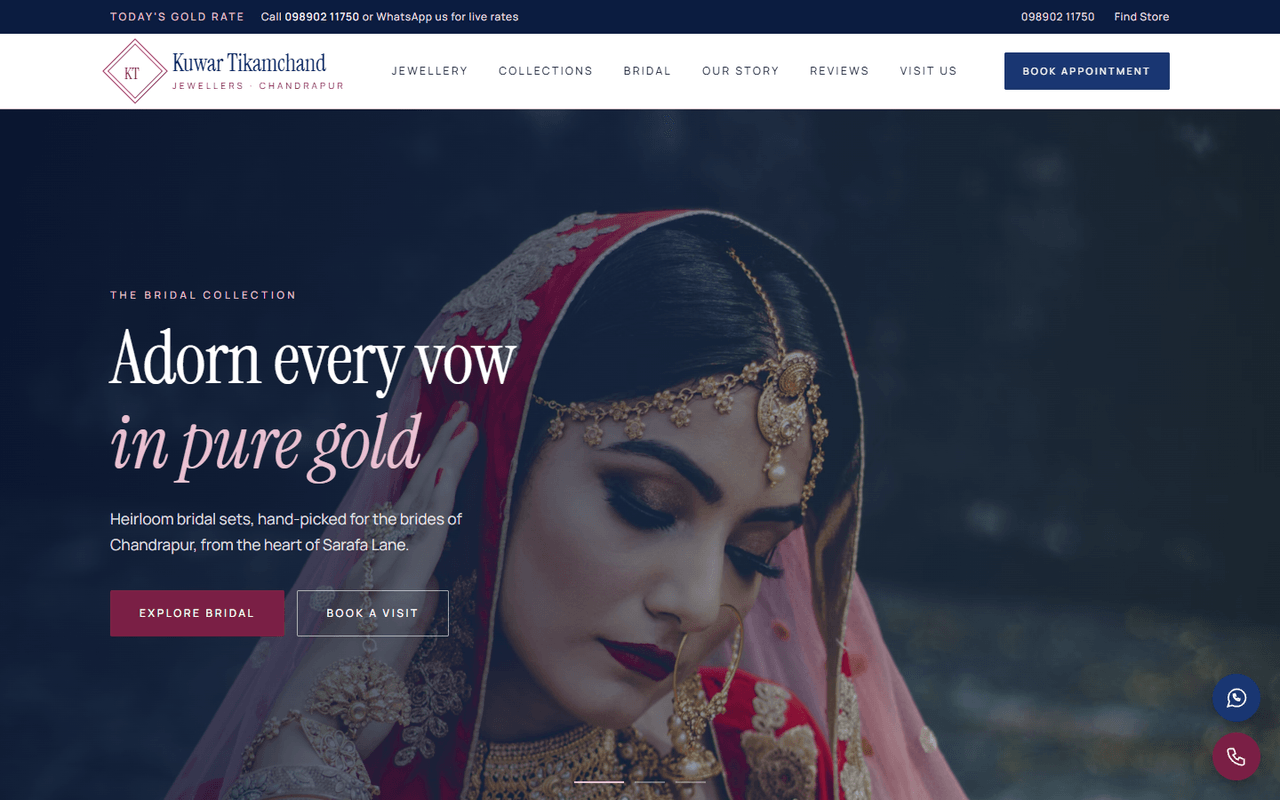 TODAY'S GOLD RATE Call 098902 11750 or WhatsApp us for live rates 098902 11750 Find Store
KT
Kuwar Tikamchand
JEWELLERS · CHANDRAPUR
JEWELLERY COLLECTIONS BRIDAL OUR STORY REVIEWS VISIT US BOOK APPOINTMENT
THE BRIDAL COLLECTION
Adorn every vow
in pure gold
Heirloom bridal sets, hand-picked for the brides of
Chandrapur, from the heart of Sarafa Lane.
EXPLORE BRIDAL BOOK A VISIT